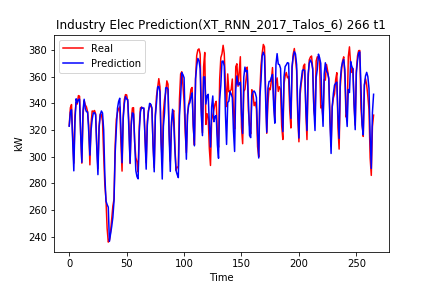 Industry Elec Prediction(XT_RNN_2017_Talos_6) 266 t1
Real
Prediction
kW
380
360
340
320
300
280
260
240
0 50 100 150 200 250
Time